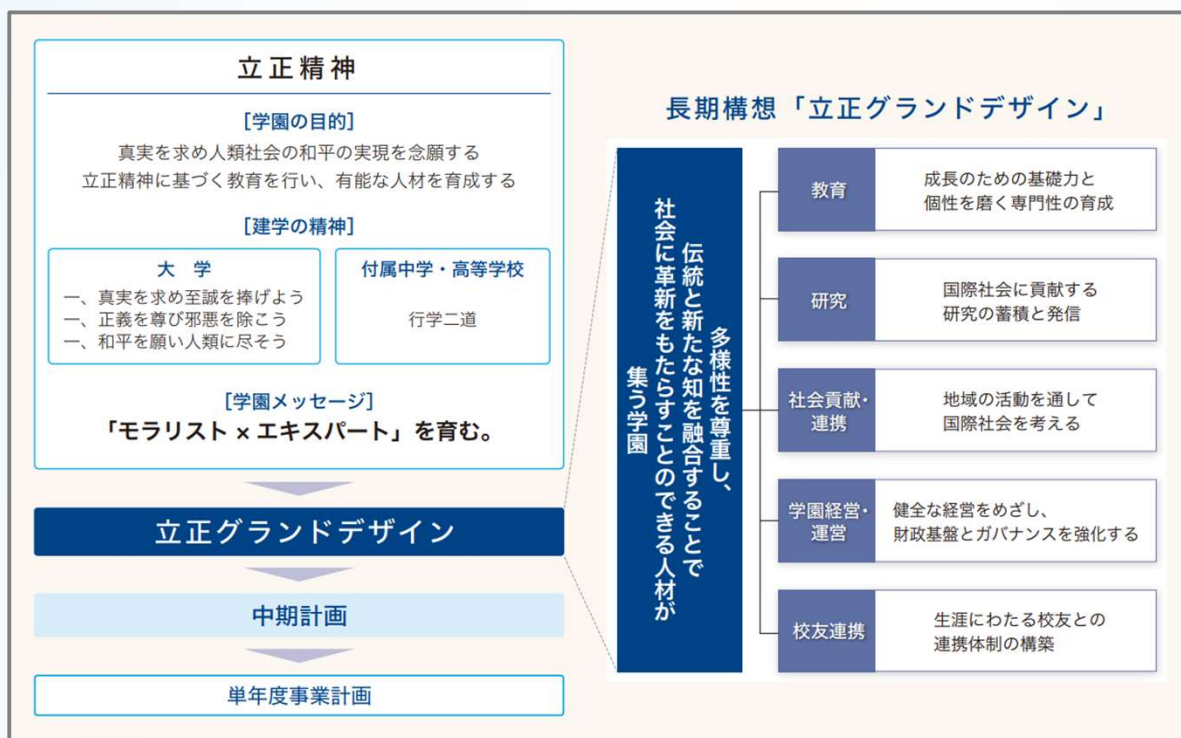 立正精神
[学園の目的]
真実を求め人類社会の和平の実現を念願する
立正精神に基づく教育を行い、有能な人材を育成する
[建学の精神]
大 学
一、真実を求め至誠を捧げよう
一、正義を尊び邪悪を除こう
一、和平を願い人類に尽そう
付属中学・高等学校
行学二道
[学園メッセージ]
「モラリスト × エキスパート」を育む。
立正グランドデザイン
中期計画
単年度事業計画
長期構想「立正グランドデザイン」
多様性を尊重し、
伝統と新たな知を融合することで
社会に革新をもたらすことのできる人材が
集う学園
教育
成長のための基礎力と
個性を磨く専門性の育成
研究
国際社会に貢献する
研究の蓄積と発信
社会貢献・
連携
地域の活動を通して
国際社会を考える
学園経営・
運営
健全な経営をめざし、
財政基盤とガバナンスを強化する
校友連携
生涯にわたる校友との
連携体制の構築